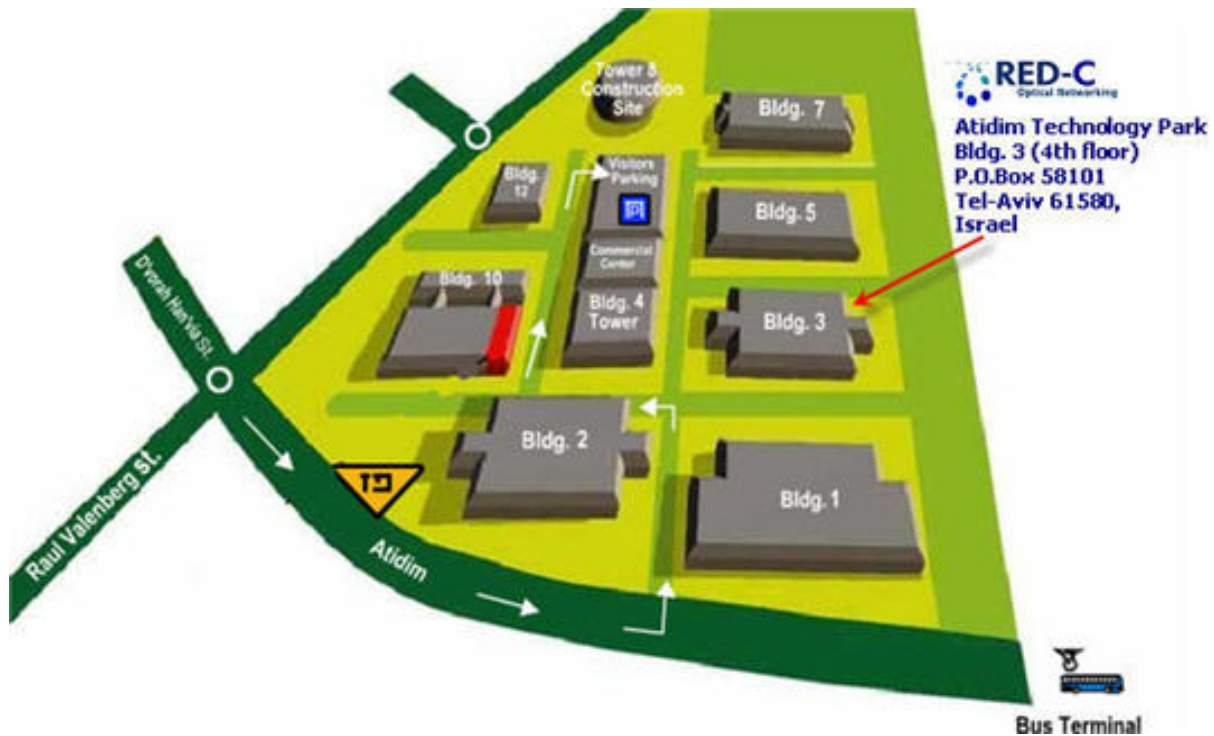 Tower 8
Construction
Site
Bldg. 7
RED-C
Optical Networking
Atidim Technology Park
Bldg. 3 (4th floor)
P.O.Box 58101
Tel-Aviv 61580,
Israel
Visitors
Parking
Bldg.
12
Bldg. 5
Commercial
Center
Bldg. 10
Bldg. 4
Tower
Bldg. 3
D'vorah Han'via St.
Bldg. 2
פז
Bldg. 1
Raul Valenberg st.
Atidim
Bus Terminal